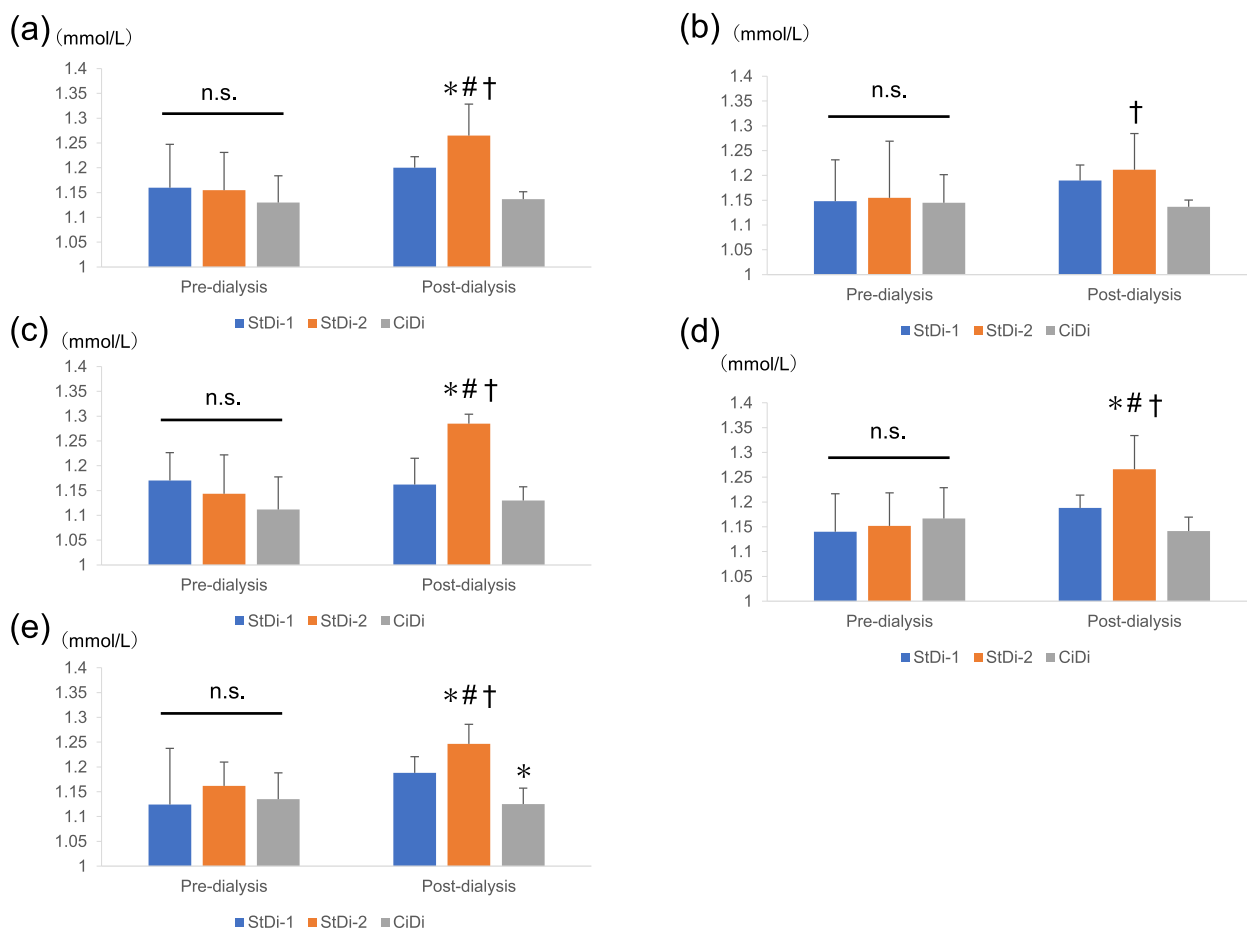 (a) （mmol/L）
1.4
1.35
1.3
1.25
1.2
1.15
1.1
1.05
1
n.s.
*#†
Pre-dialysis Post-dialysis
StDi-1 StDi-2 CiDi
(b) （mmol/L）
1.4
1.35
1.3
1.25
1.2
1.15
1.1
1.05
1
n.s.
†
Pre-dialysis Post-dialysis
StDi-1 StDi-2 CiDi
(c) （mmol/L）
1.4
1.35
1.3
1.25
1.2
1.15
1.1
1.05
1
n.s.
*#†
Pre-dialysis Post-dialysis
StDi-1 StDi-2 CiDi
(d)
（mmol/L）
1.4
1.35
1.3
1.25
1.2
1.15
1.1
1.05
1
n.s.
*#†
Pre-dialysis Post-dialysis
StDi-1 StDi-2 CiDi
(e) （mmol/L）
1.4
1.35
1.3
1.25
1.2
1.15
1.1
1.05
1
n.s.
*#†
*
Pre-dialysis Post-dialysis
StDi-1 StDi-2 CiDi